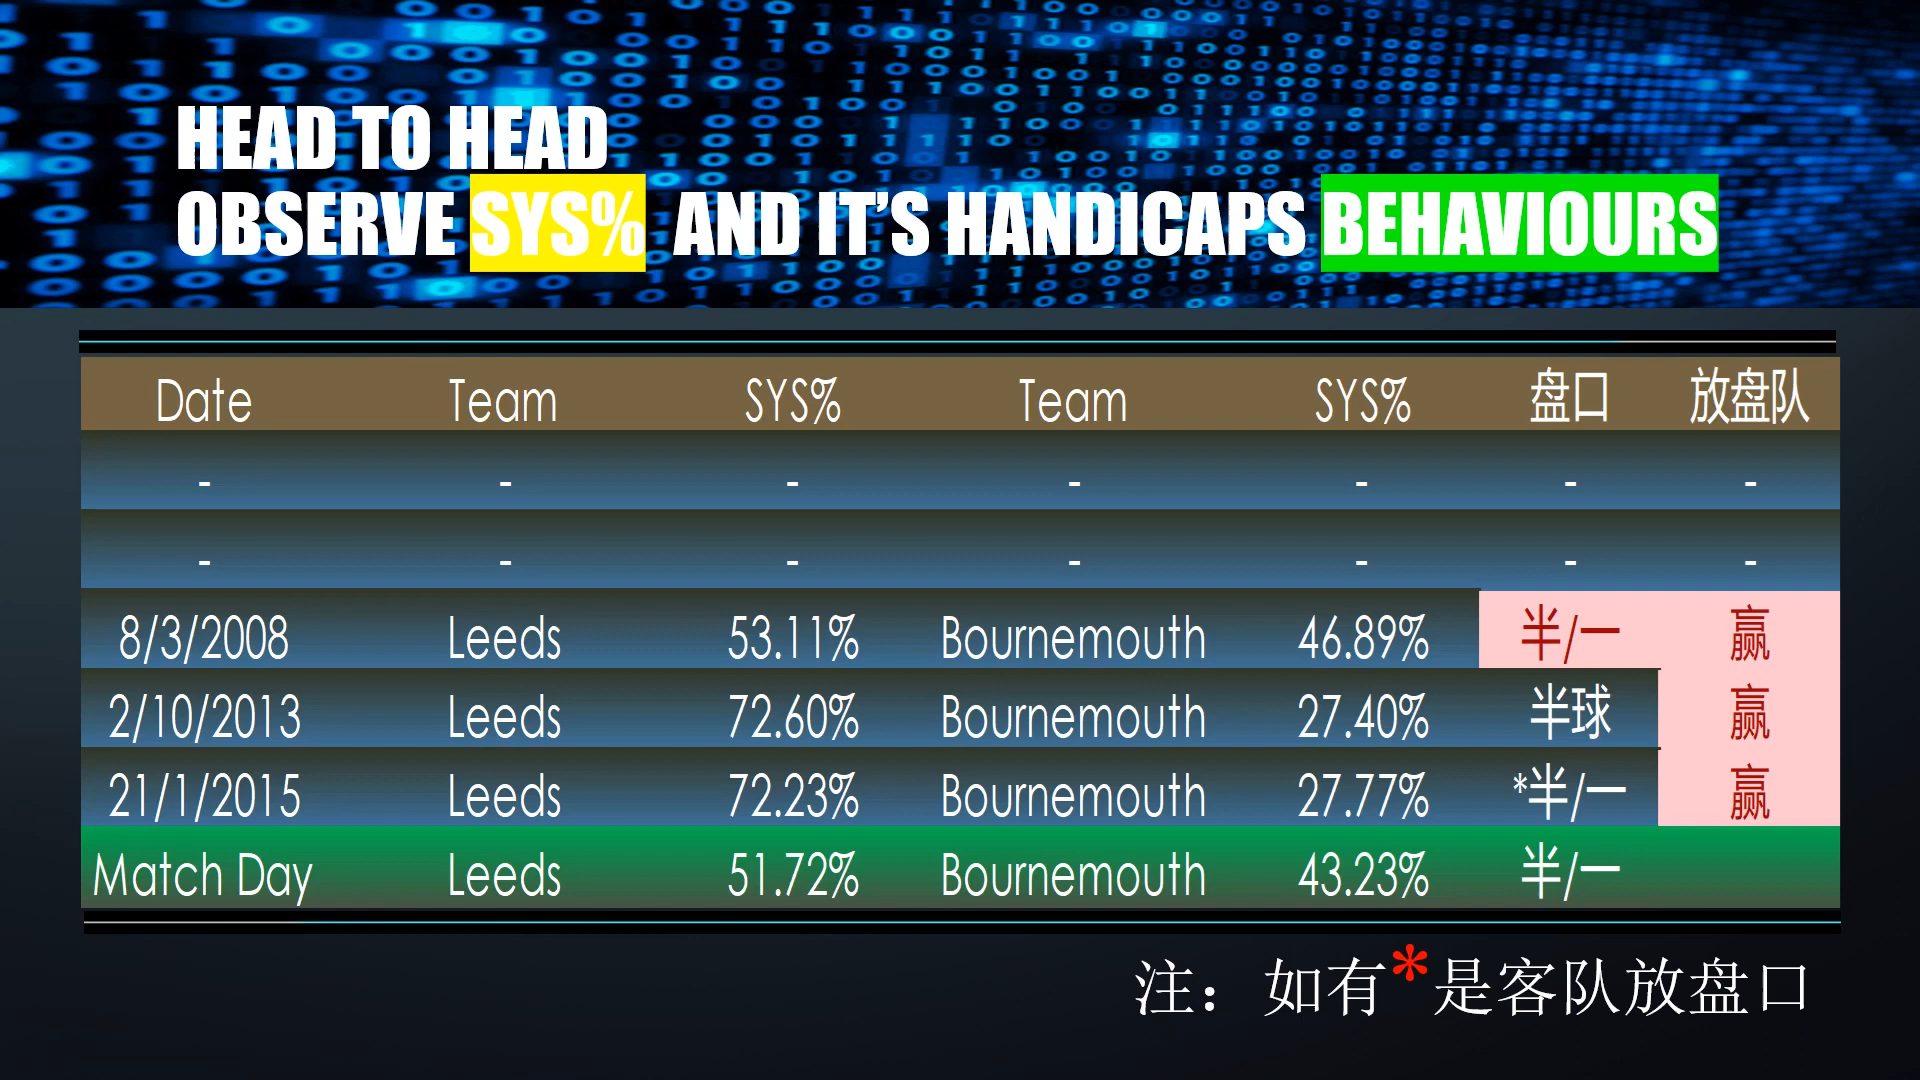 HEAD TO HEAD
OBSERVE SYS% AND IT'S HANDICAPS BEHAVIOURS
Date Team SYS% Team SYS% 盘口 放盘队
- - - - - - -
- - - - - - -
8/3/2008 Leeds 53.11% Bournemouth 46.89% 半/一 赢
2/10/2013 Leeds 72.60% Bournemouth 27.40% 半球 赢
21/1/2015 Leeds 72.23% Bournemouth 27.77% *半/一 赢
Match Day Leeds 51.72% Bournemouth 43.23% 半/一
注：如有*是客队放盘口